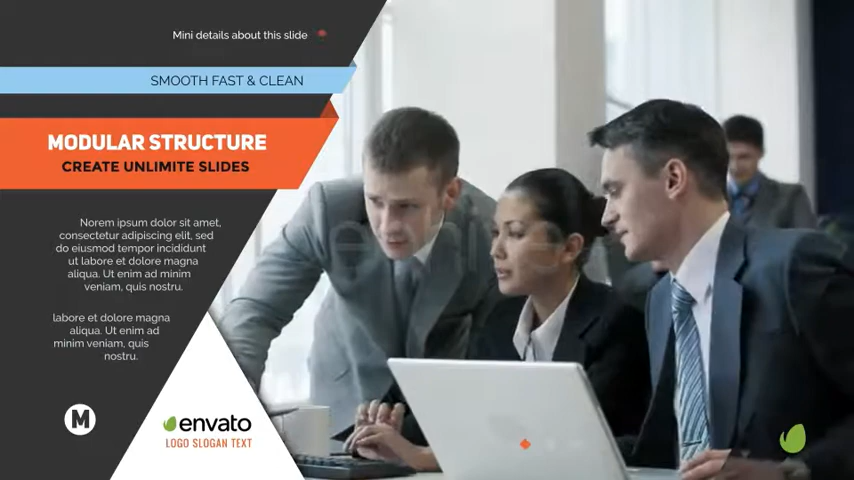 Mini details about this slide
SMOOTH FAST & CLEAN
MODULAR STRUCTURE
CREATE UNLIMITE SLIDES
Norem ipsum dolor sit amet,
consectetur adipiscing elit, sed
do eiusmod tempor incididunt
ut labore et dolore magna
aliqua. Ut enim ad minim
veniam, quis nostru.
labore et dolore magna
aliqua. Ut enim ad
minim veniam, quis
nostru.
M
envato
LOGO SLOGAN TEXT